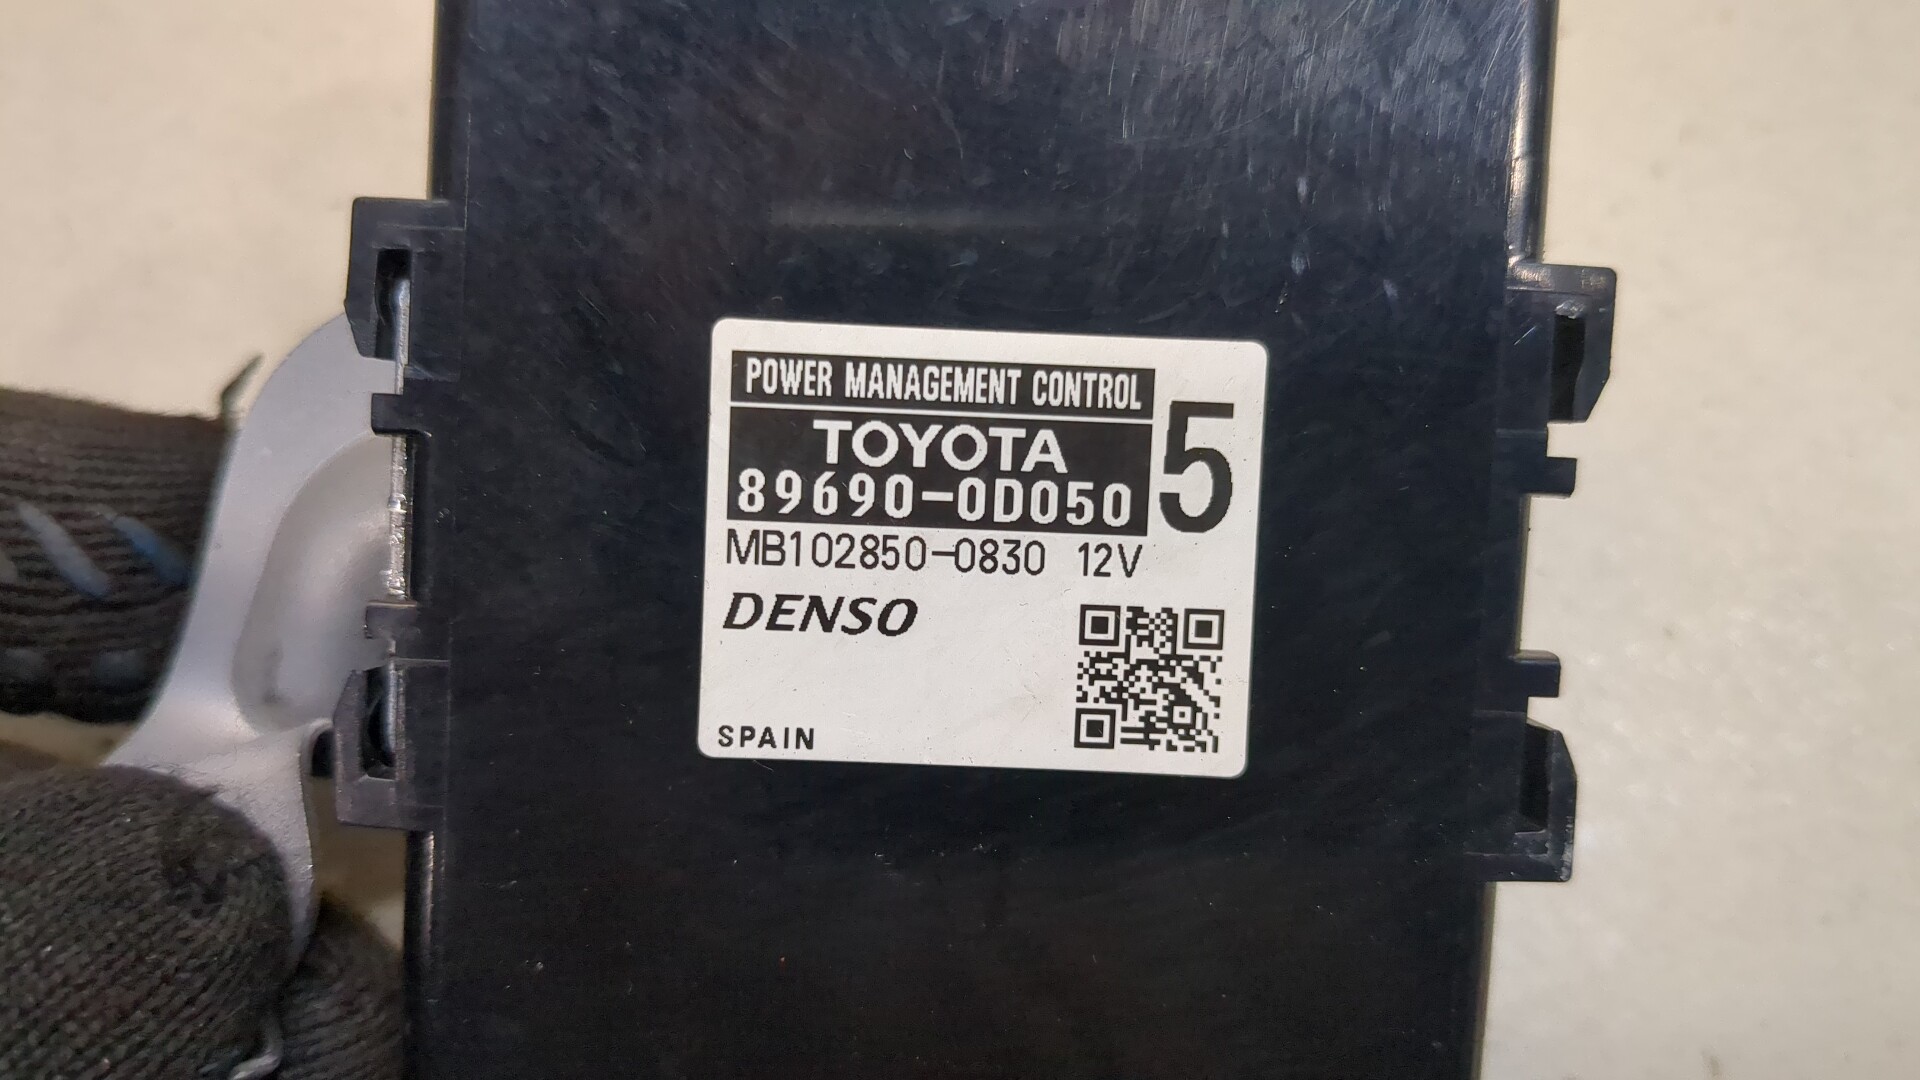 POWER MANAGEMENT CONTROL
TOYOTA
89690-0D050
5
MB102850-0830 12V
DENSO
SPAIN